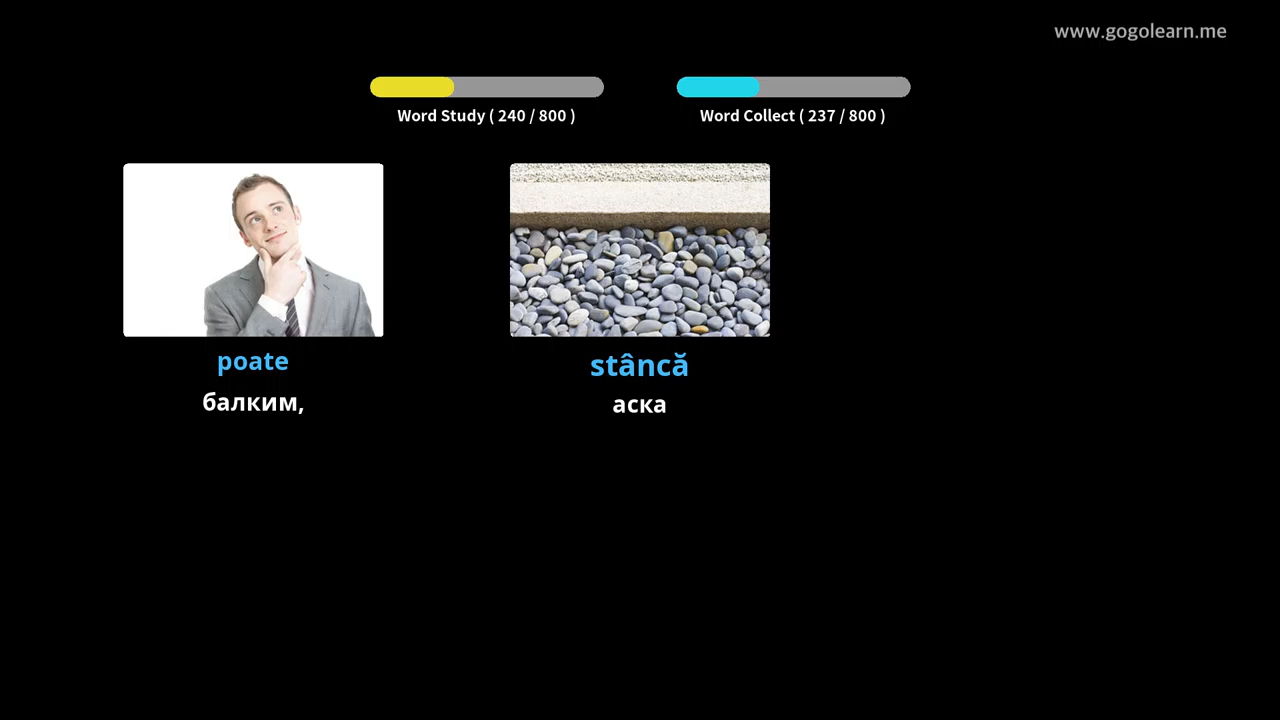 www.gogolearn.me
Word Study ( 240 / 800 )
Word Collect ( 237 / 800 )
poate
балким,
stâncă
аска